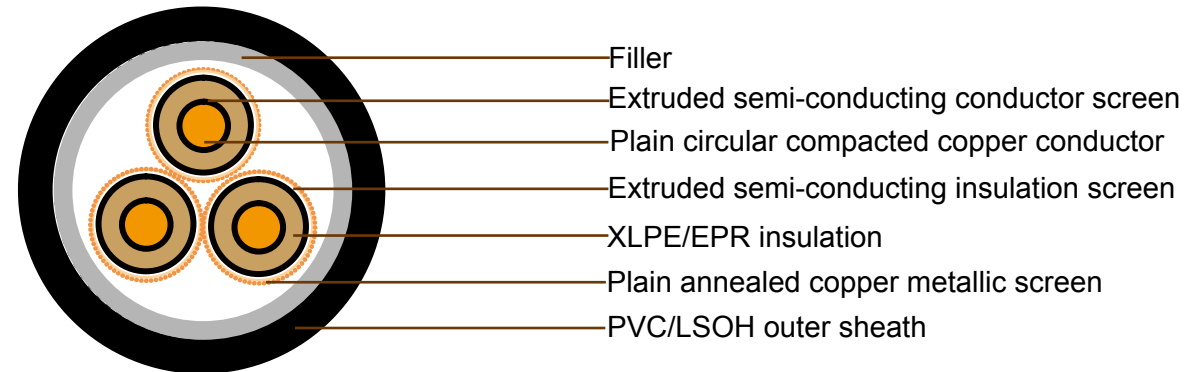 Filler
Extruded semi-conducting conductor screen
Plain circular compacted copper conductor
Extruded semi-conducting insulation screen
XLPE/EPR insulation
Plain annealed copper metallic screen
PVC/LSOH outer sheath